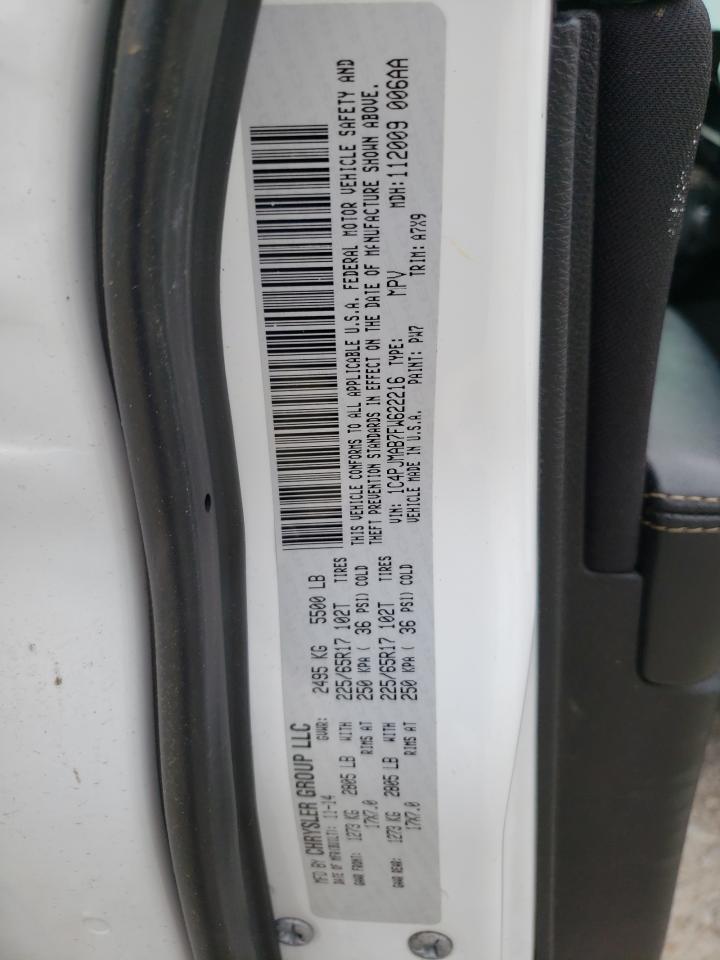 MFD BY CHRYSLER GROUP LLC
DATE OF MFR(BUILT): 11-14 GVWR: 2495 KG 5500 LB
GAWR FRONT: 1273 KG 2805 LB WITH 225/65R17 102T TIRES
17X7.0 RIMS AT 250 KPA ( 36 PSI) COLD
GAWR REAR: 1273 KG 2805 LB WITH 225/65R17 102T TIRES
17X7.0 RIMS AT 250 KPA ( 36 PSI) COLD
THIS VEHICLE CONFORMS TO ALL APPLICABLE U.S.A. FEDERAL MOTOR VEHICLE SAFETY AND
THEFT PREVENTION STANDARDS IN EFFECT ON THE DATE OF MANUFACTURE SHOWN ABOVE.
VIN: 1C4PJMAB7FW622216 TYPE: MPV MDH:112009 006AA
VEHICLE MADE IN U.S.A. PAINT: PW7 TRIM: A7X9